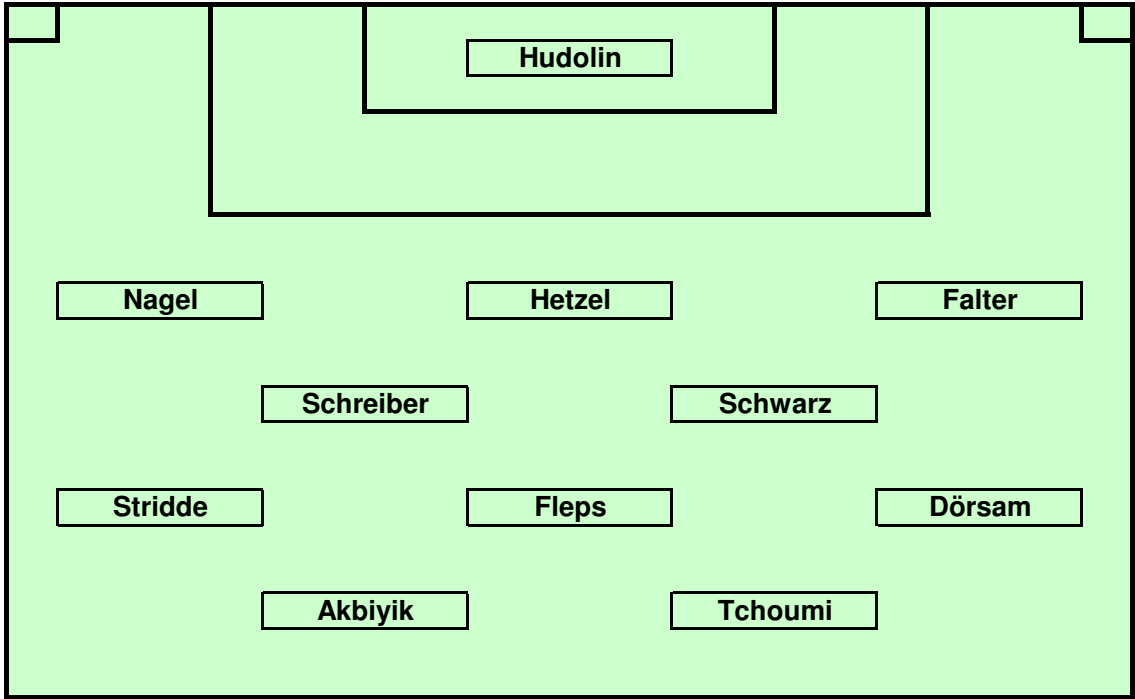 Hudolin
Nagel Hetzel Falter
Schreiber Schwarz
Stridde Fleps Dörsam
Akbiyik Tchoumi